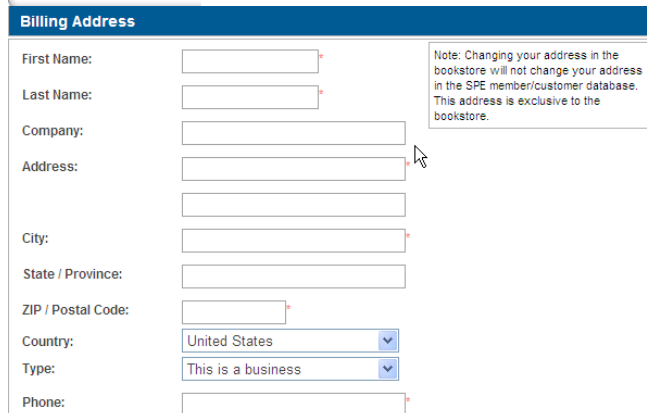 Billing Address
First Name: *
Note: Changing your address in the
bookstore will not change your address
in the SPE member/customer database.
This address is exclusive to the
bookstore.
Last Name: *
Company:
Address: *
City: *
State / Province:
ZIP / Postal Code: *
Country: United States
Type: This is a business
Phone: *